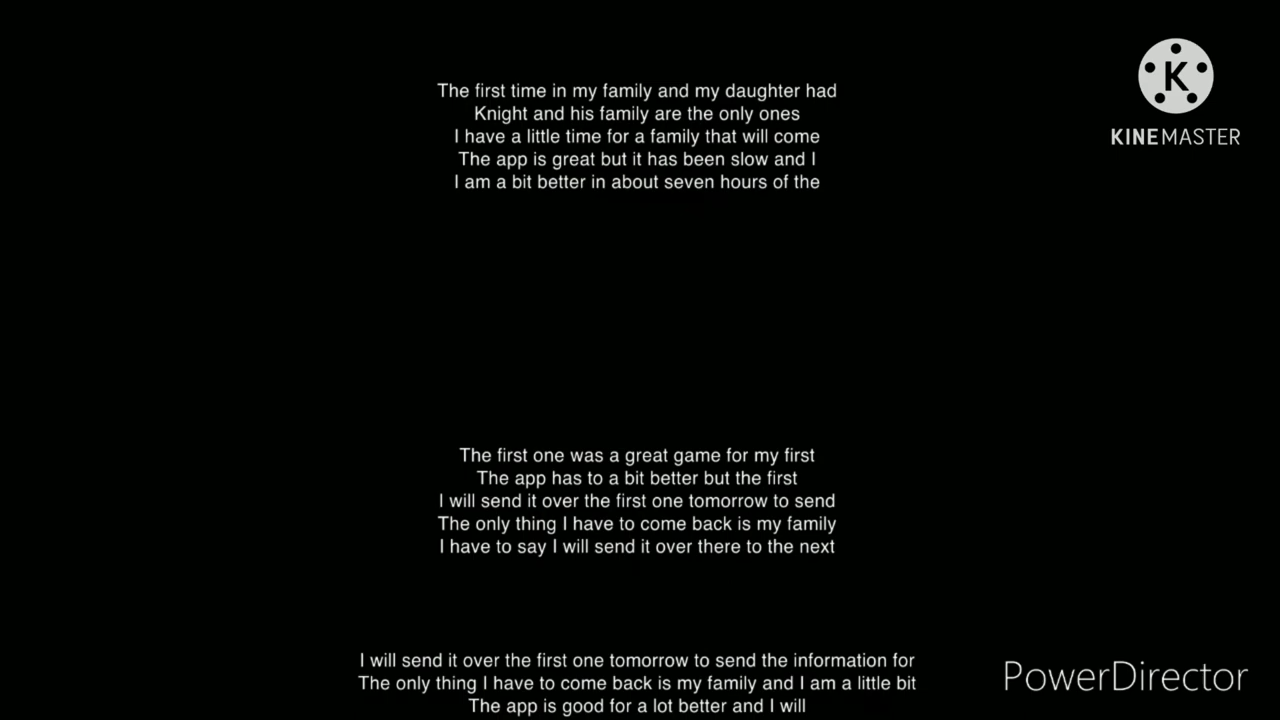 The first time in my family and my daughter had
Knight and his family are the only ones
I have a little time for a family that will come
The app is great but it has been slow and I
I am a bit better in about seven hours of the
K
KINEMASTER
The first one was a great game for my first
The app has to a bit better but the first
I will send it over the first one tomorrow to send
The only thing I have to come back is my family
I have to say I will send it over there to the next
I will send it over the first one tomorrow to send the information for
The only thing I have to come back is my family and I am a little bit
The app is good for a lot better and I will
PowerDirector